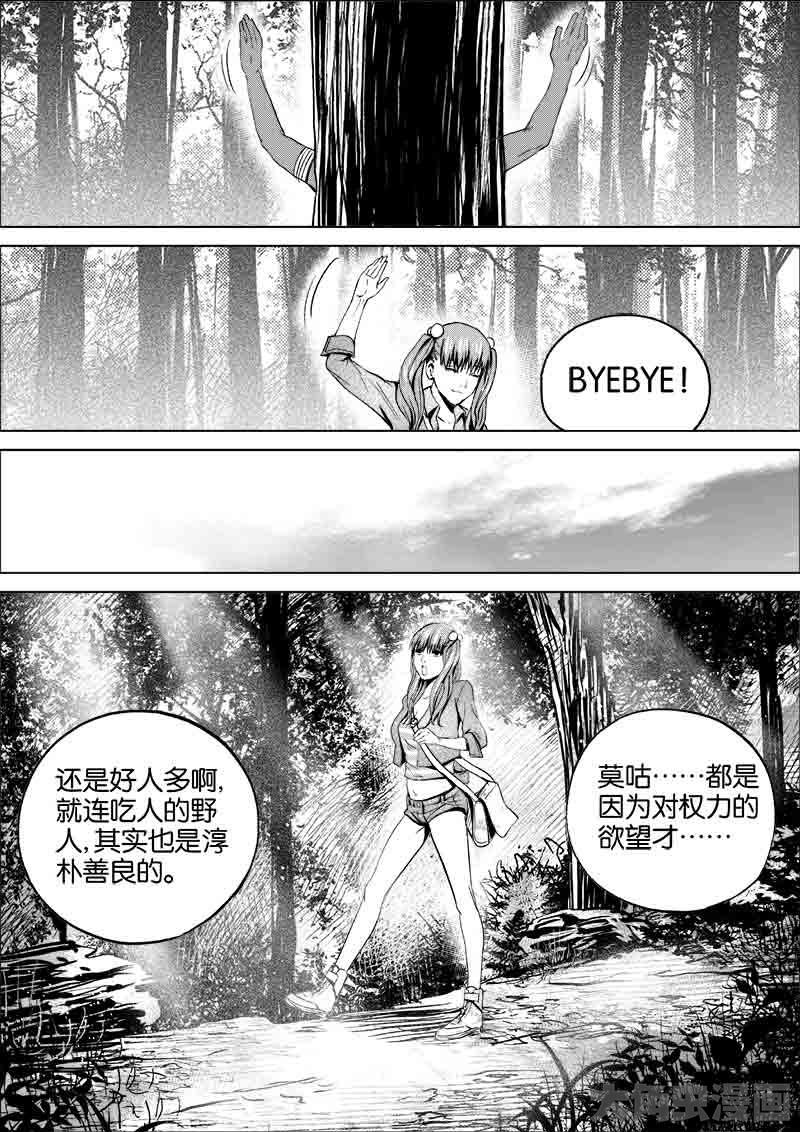 BYEBYE!
还是好人多啊,
就连吃人的野
人,其实也是淳
朴善良的。
莫咕……都是
因为对权力的
欲望才……
大角虫漫画